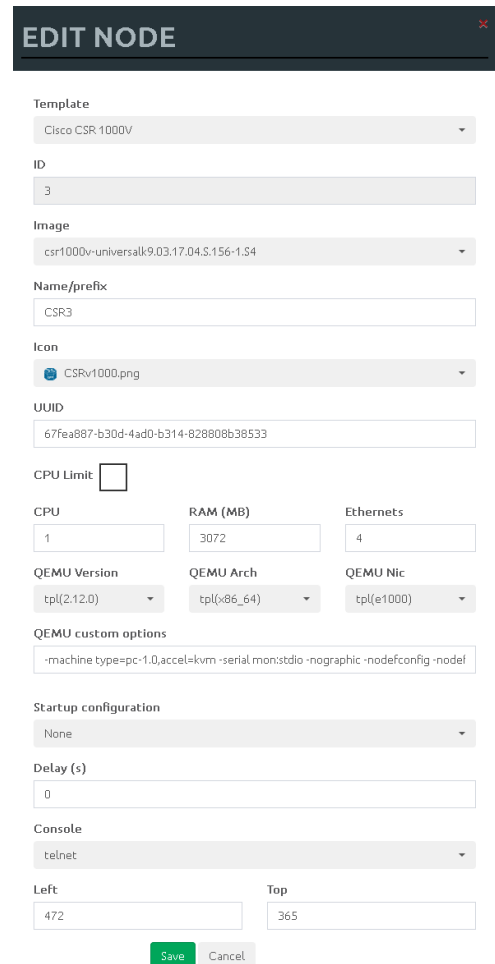 EDIT NODE
×
Template
Cisco CSR 1000V
ID
3
Image
csr1000v-universalk9.03.17.04.S.156-1.S4
Name/prefix
CSR3
Icon
CSRv1000.png
UUID
67fea887-b30d-4ad0-b314-828808b38533
CPU Limit
CPU RAM (MB) Ethernets
1 3072 4
QEMU Version QEMU Arch QEMU Nic
tpl(2.12.0) tpl(x86_64) tpl(e1000)
QEMU custom options
-machine type=pc-1.0,accel=kvm -serial mon:stdio -nographic -nodefconfig -nodef
Startup configuration
None
Delay (s)
0
Console
telnet
Left Top
472 365
Save Cancel